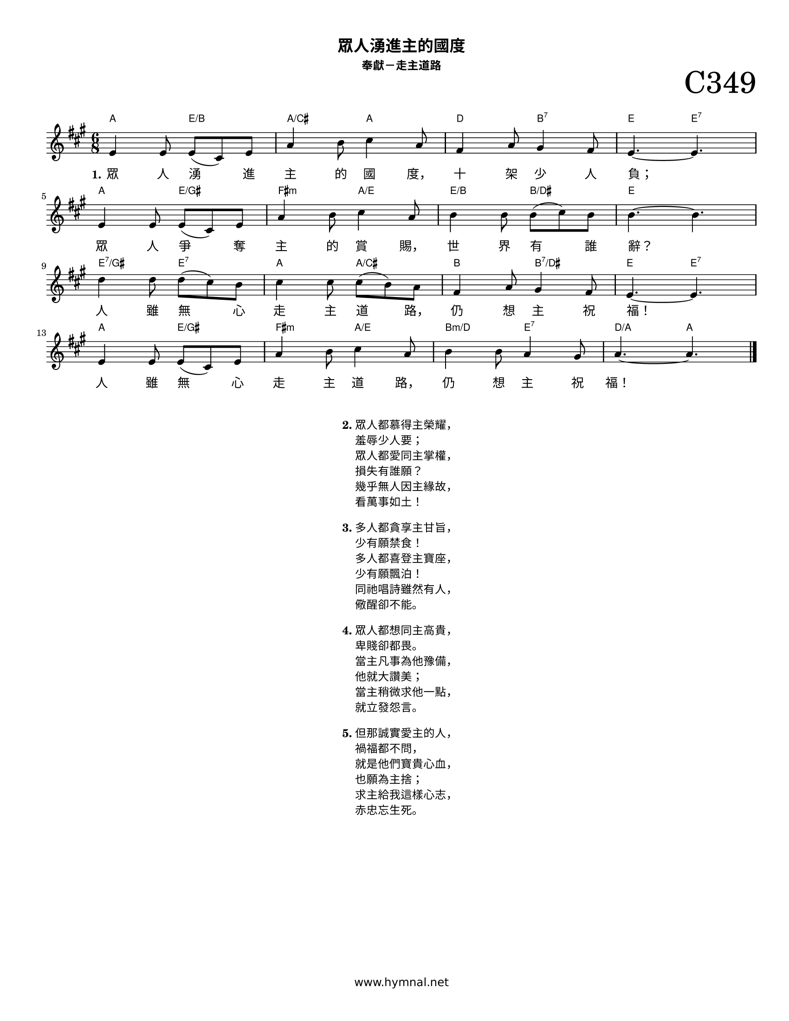 眾人湧進主的國度
奉獻－走主道路
C349
A E/B A/C♯ A D B7 E E7
1. 眾 人 湧 進 主 的 國 度， 十 架 少 人 負；
5 A E/G♯ F♯m A/E E/B B/D♯ E
眾 人 爭 奪 主 的 賞 賜， 世 界 有 誰 辭？
9 E7/G♯ E7 A A/C♯ B B7/D♯ E E7
人 雖 無 心 走 主 道 路， 仍 想 主 祝 福！
13 A E/G♯ F♯m A/E Bm/D E7 D/A A
人 雖 無 心 走 主 道 路， 仍 想 主 祝 福！
2. 眾人都慕得主榮耀，
羞辱少人要；
眾人都愛同主掌權，
損失有誰願？
幾乎無人因主緣故，
看萬事如土！
3. 多人都貪享主甘旨，
少有願禁食！
多人都喜登主寶座，
少有願飄泊！
同祂唱詩雖然有人，
儆醒卻不能。
4. 眾人都想同主高貴，
卑賤卻都畏。
當主凡事為他豫備，
他就大讚美；
當主稍微求他一點，
就立發怨言。
5. 但那誠實愛主的人，
禍福都不問，
就是他們寶貴心血，
也願為主捨；
求主給我這樣心志，
赤忠忘生死。
www.hymnal.net